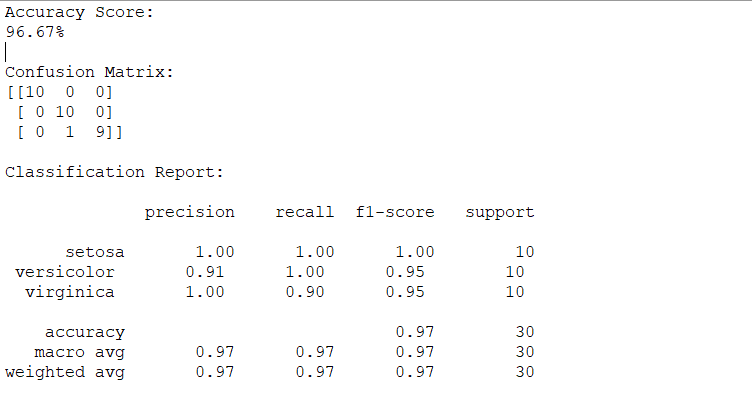 Accuracy Score:
96.67%
Confusion Matrix:
[[10  0  0]
 [ 0 10  0]
 [ 0  1  9]]
Classification Report:
              precision    recall  f1-score   support
      setosa       1.00      1.00      1.00        10
 versicolor       0.91      1.00      0.95       10
  virginica       1.00      0.90      0.95       10
    accuracy                           0.97        30
   macro avg       0.97      0.97      0.97        30
weighted avg       0.97      0.97      0.97        30